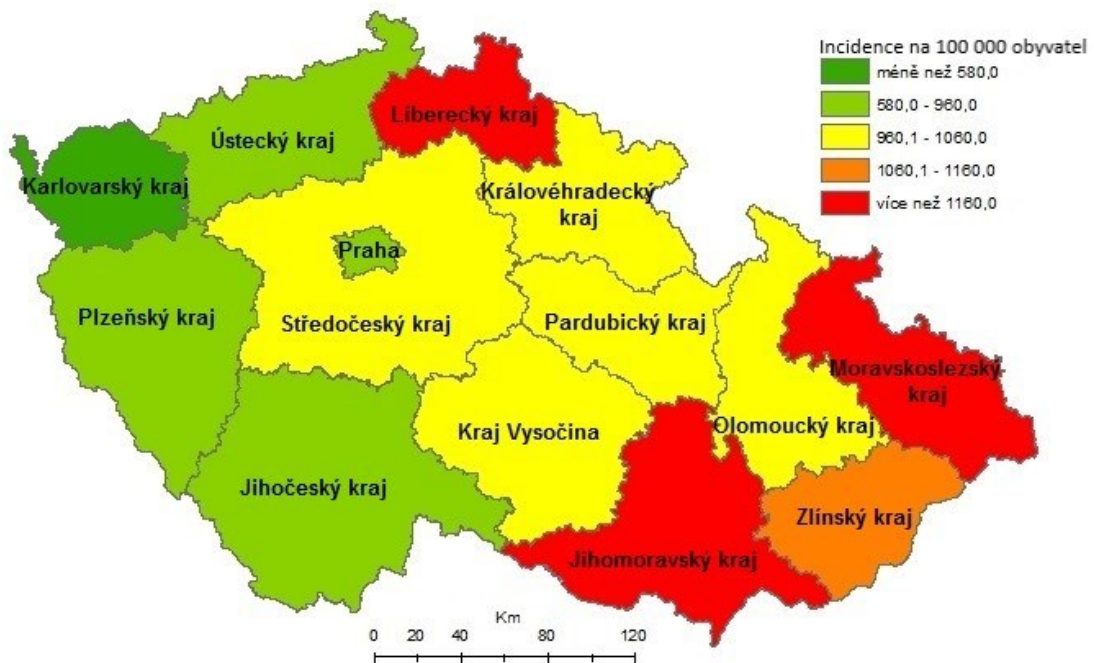 Incidence na 100 000 obyvatel
méně než 580,0
580,0 - 960,0
960,1 - 1060,0
1060,1 - 1160,0
více než 1160,0
Liberecký kraj
Ústecký kraj
Karlovarský kraj
Královéhradecký
kraj
Praha
Plzeňský kraj
Středočeský kraj
Pardubický kraj
Moravskoslezský
kraj
Olomoucký kraj
Kraj Vysočina
Jihočeský kraj
Zlínský kraj
Jihomoravský kraj
Km
0 20 40 80 120